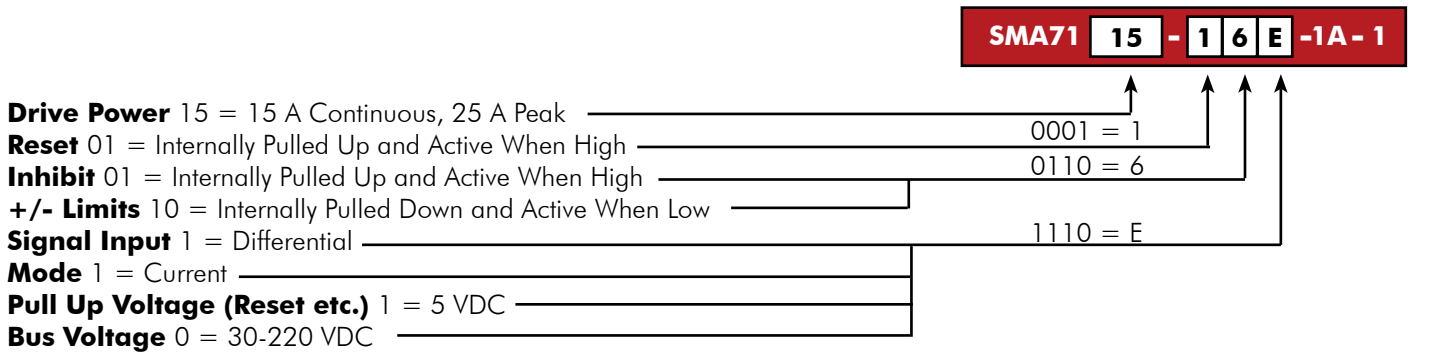 SMA71 15 - 1 6 E -1A - 1
Drive Power 15 = 15 A Continuous, 25 A Peak
0001 = 1
Reset 01 = Internally Pulled Up and Active When High
0110 = 6
Inhibit 01 = Internally Pulled Up and Active When High
+/- Limits 10 = Internally Pulled Down and Active When Low
Signal Input 1 = Differential
1110 = E
Mode 1 = Current
Pull Up Voltage (Reset etc.) 1 = 5 VDC
Bus Voltage 0 = 30-220 VDC